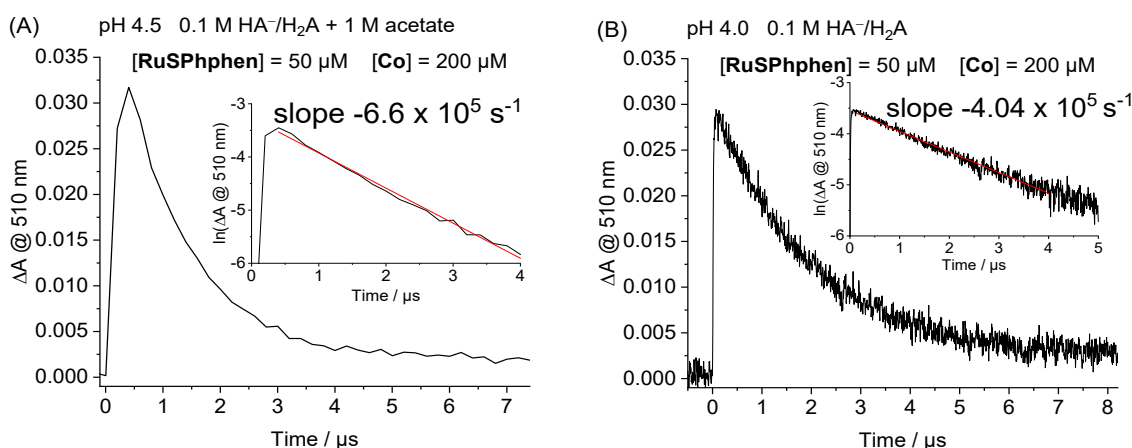 (A) pH 4.5 0.1 M HA⁻/H₂A + 1 M acetate
[RuSPhphen] = 50 μM [Co] = 200 μM
slope -6.6 x 10⁵ s⁻¹
ln(ΔA @ 510 nm)
-3
-4
-5
-6
0 1 2 3 4
Time / μs
ΔA @ 510 nm
0.035
0.030
0.025
0.020
0.015
0.010
0.005
0.000
0 1 2 3 4 5 6 7
Time / μs
(B) pH 4.0 0.1 M HA⁻/H₂A
[RuSPhphen] = 50 μM [Co] = 200 μM
slope -4.04 x 10⁵ s⁻¹
ln(ΔA @ 510 nm)
-3
-4
-5
-6
0 1 2 3 4 5
Time / μs
ΔA @ 510 nm
0.035
0.030
0.025
0.020
0.015
0.010
0.005
0.000
0 1 2 3 4 5 6 7 8
Time / μs